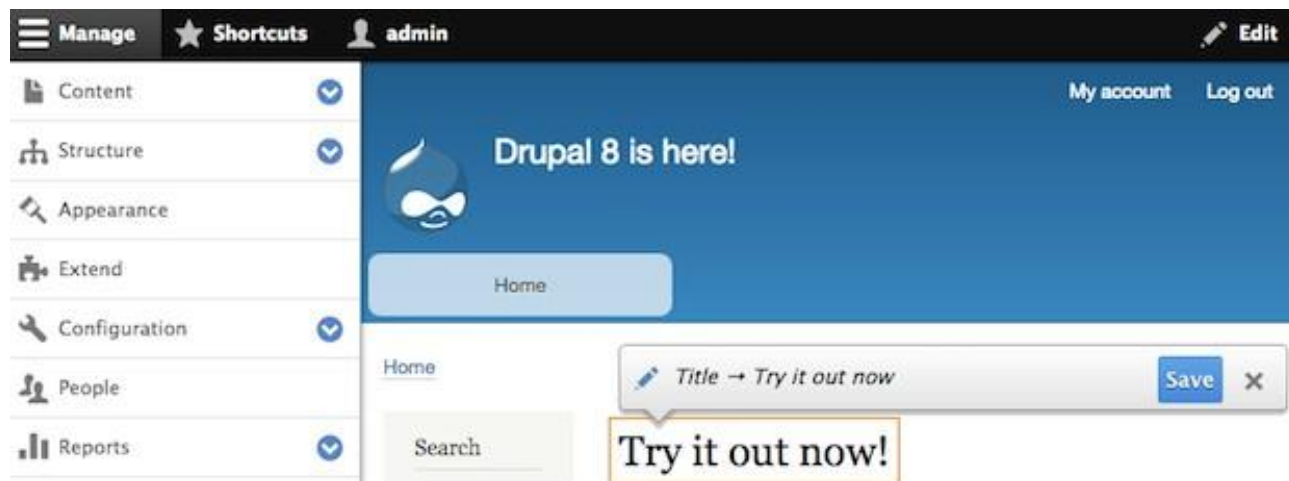 Manage Shortcuts admin Edit
Content
Structure
Appearance
Extend
Configuration
People
Reports
My account Log out
Drupal 8 is here!
Home
Home
Title → Try it out now
Save
Search
Try it out now!